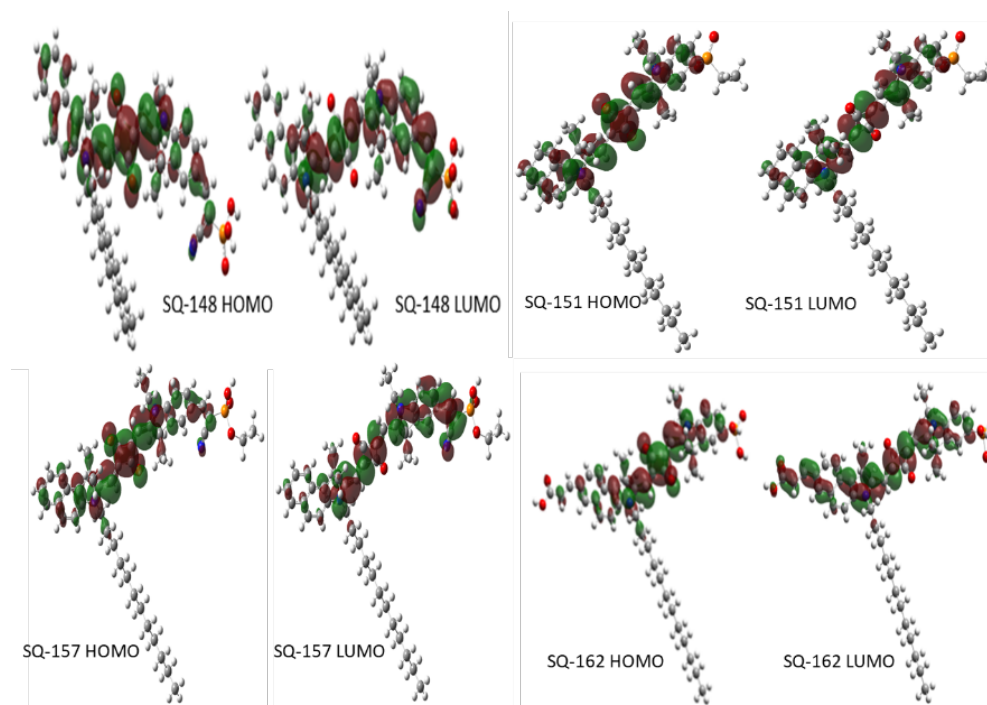 SQ-148 HOMO
SQ-148 LUMO
SQ-151 HOMO
SQ-151 LUMO
SQ-157 HOMO
SQ-157 LUMO
SQ-162 HOMO
SQ-162 LUMO